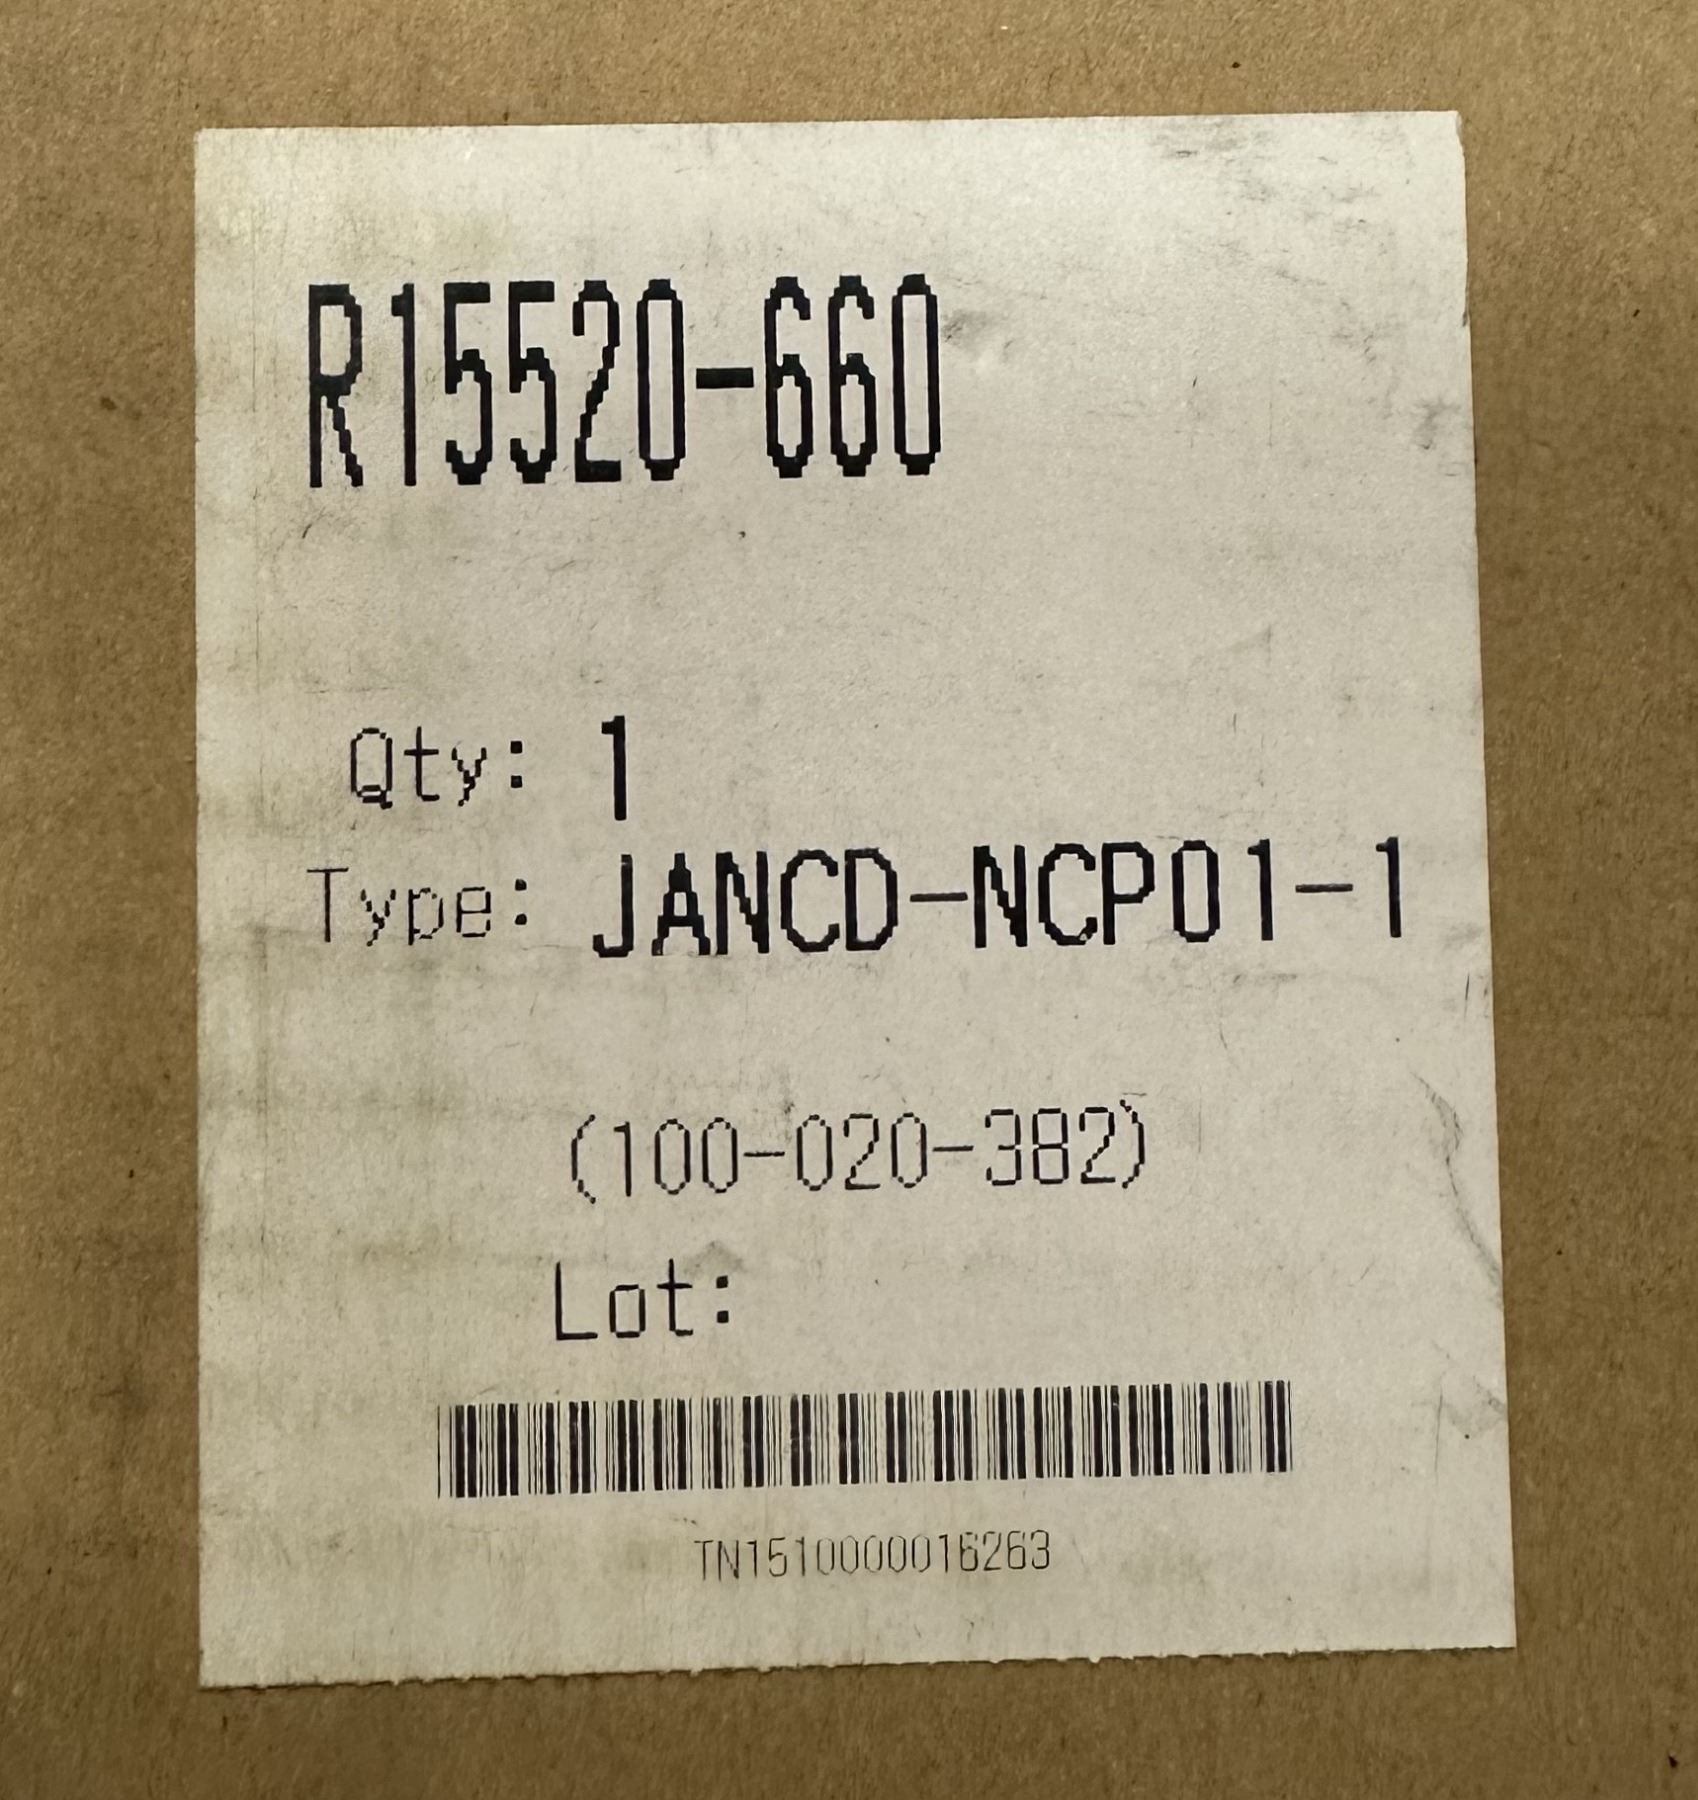 R15520-660
Qty: 1
Type: JANCD-NCP01-1
(100-020-382)
Lot:
TN1510000016263